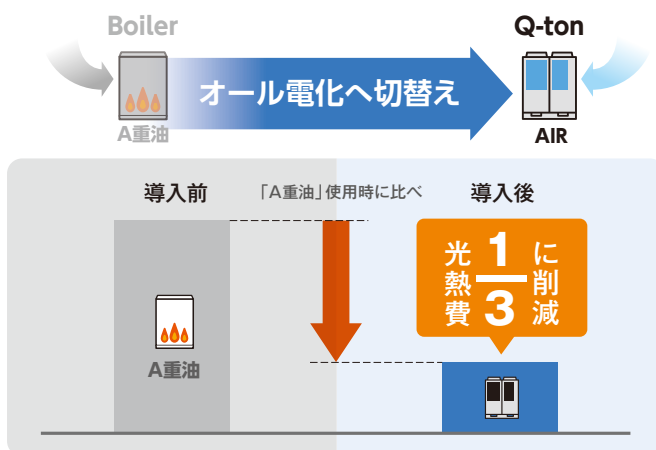 Boiler
Q-ton
オール電化へ切替え
A重油
AIR
導入前
「A重油」使用時に比べ
導入後
光熱費
1
3
に削減
A重油